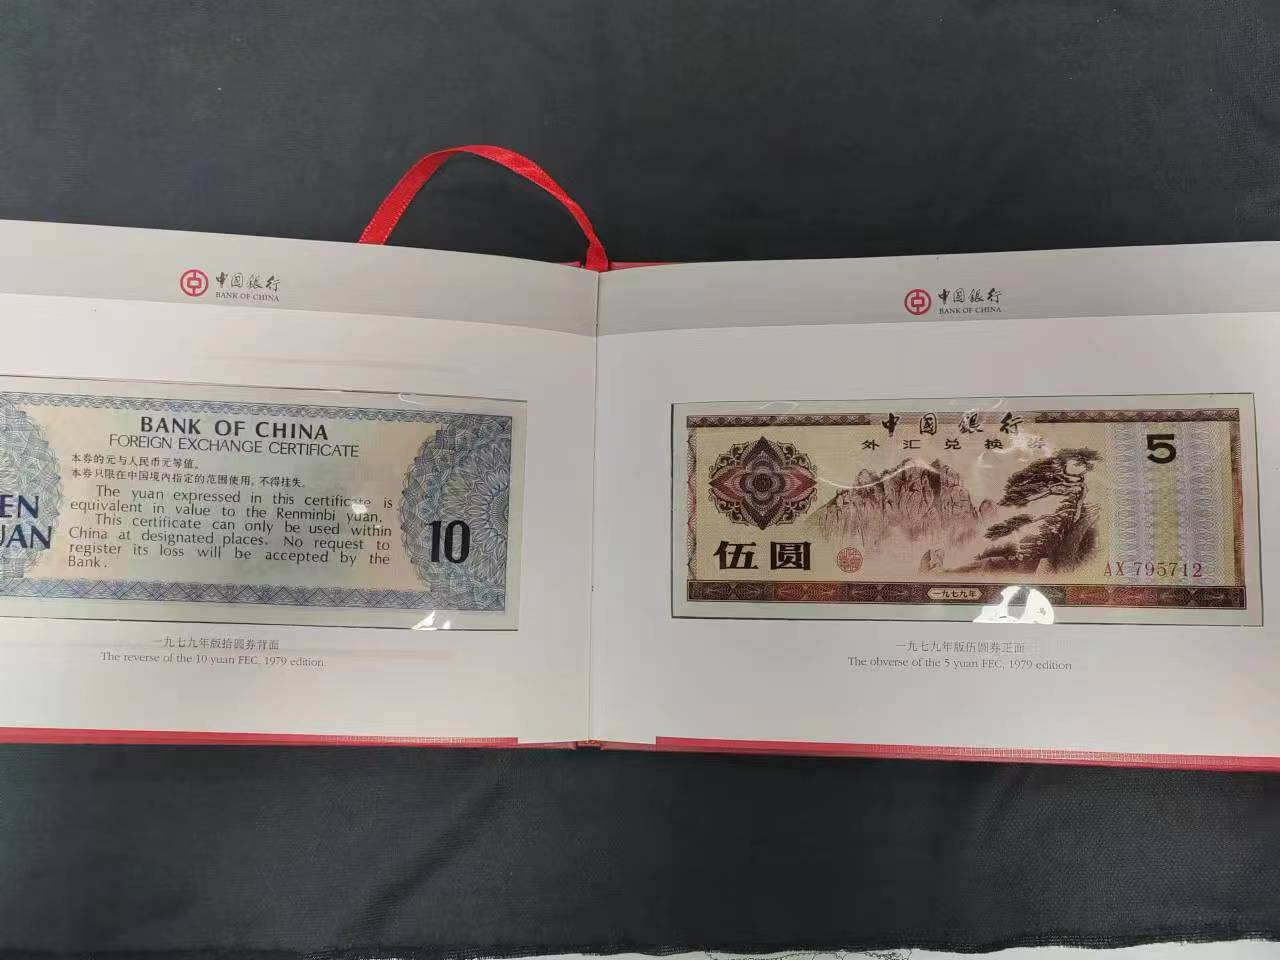 中国银行
BANK OF CHINA
BANK OF CHINA
FOREIGN EXCHANGE CERTIFICATE
本券的元与人民币元等值。
本券只限在中国境内指定的范围使用，不得挂失。
The yuan expressed in this certificate is
equivalent in value to the Renminbi yuan.
This certificate can only be used within
China at designated places. No request to
register its loss will be accepted by the
Bank.
EN
UAN
10
一九七九年版拾圆券背面
The reverse of the 10 yuan FEC, 1979 edition.
中国银行
BANK OF CHINA
中国银行
外汇兑换券
5
伍圆
AX 795712
一九七九年
一九七九年版伍圆券正面
The obverse of the 5 yuan FEC, 1979 edition